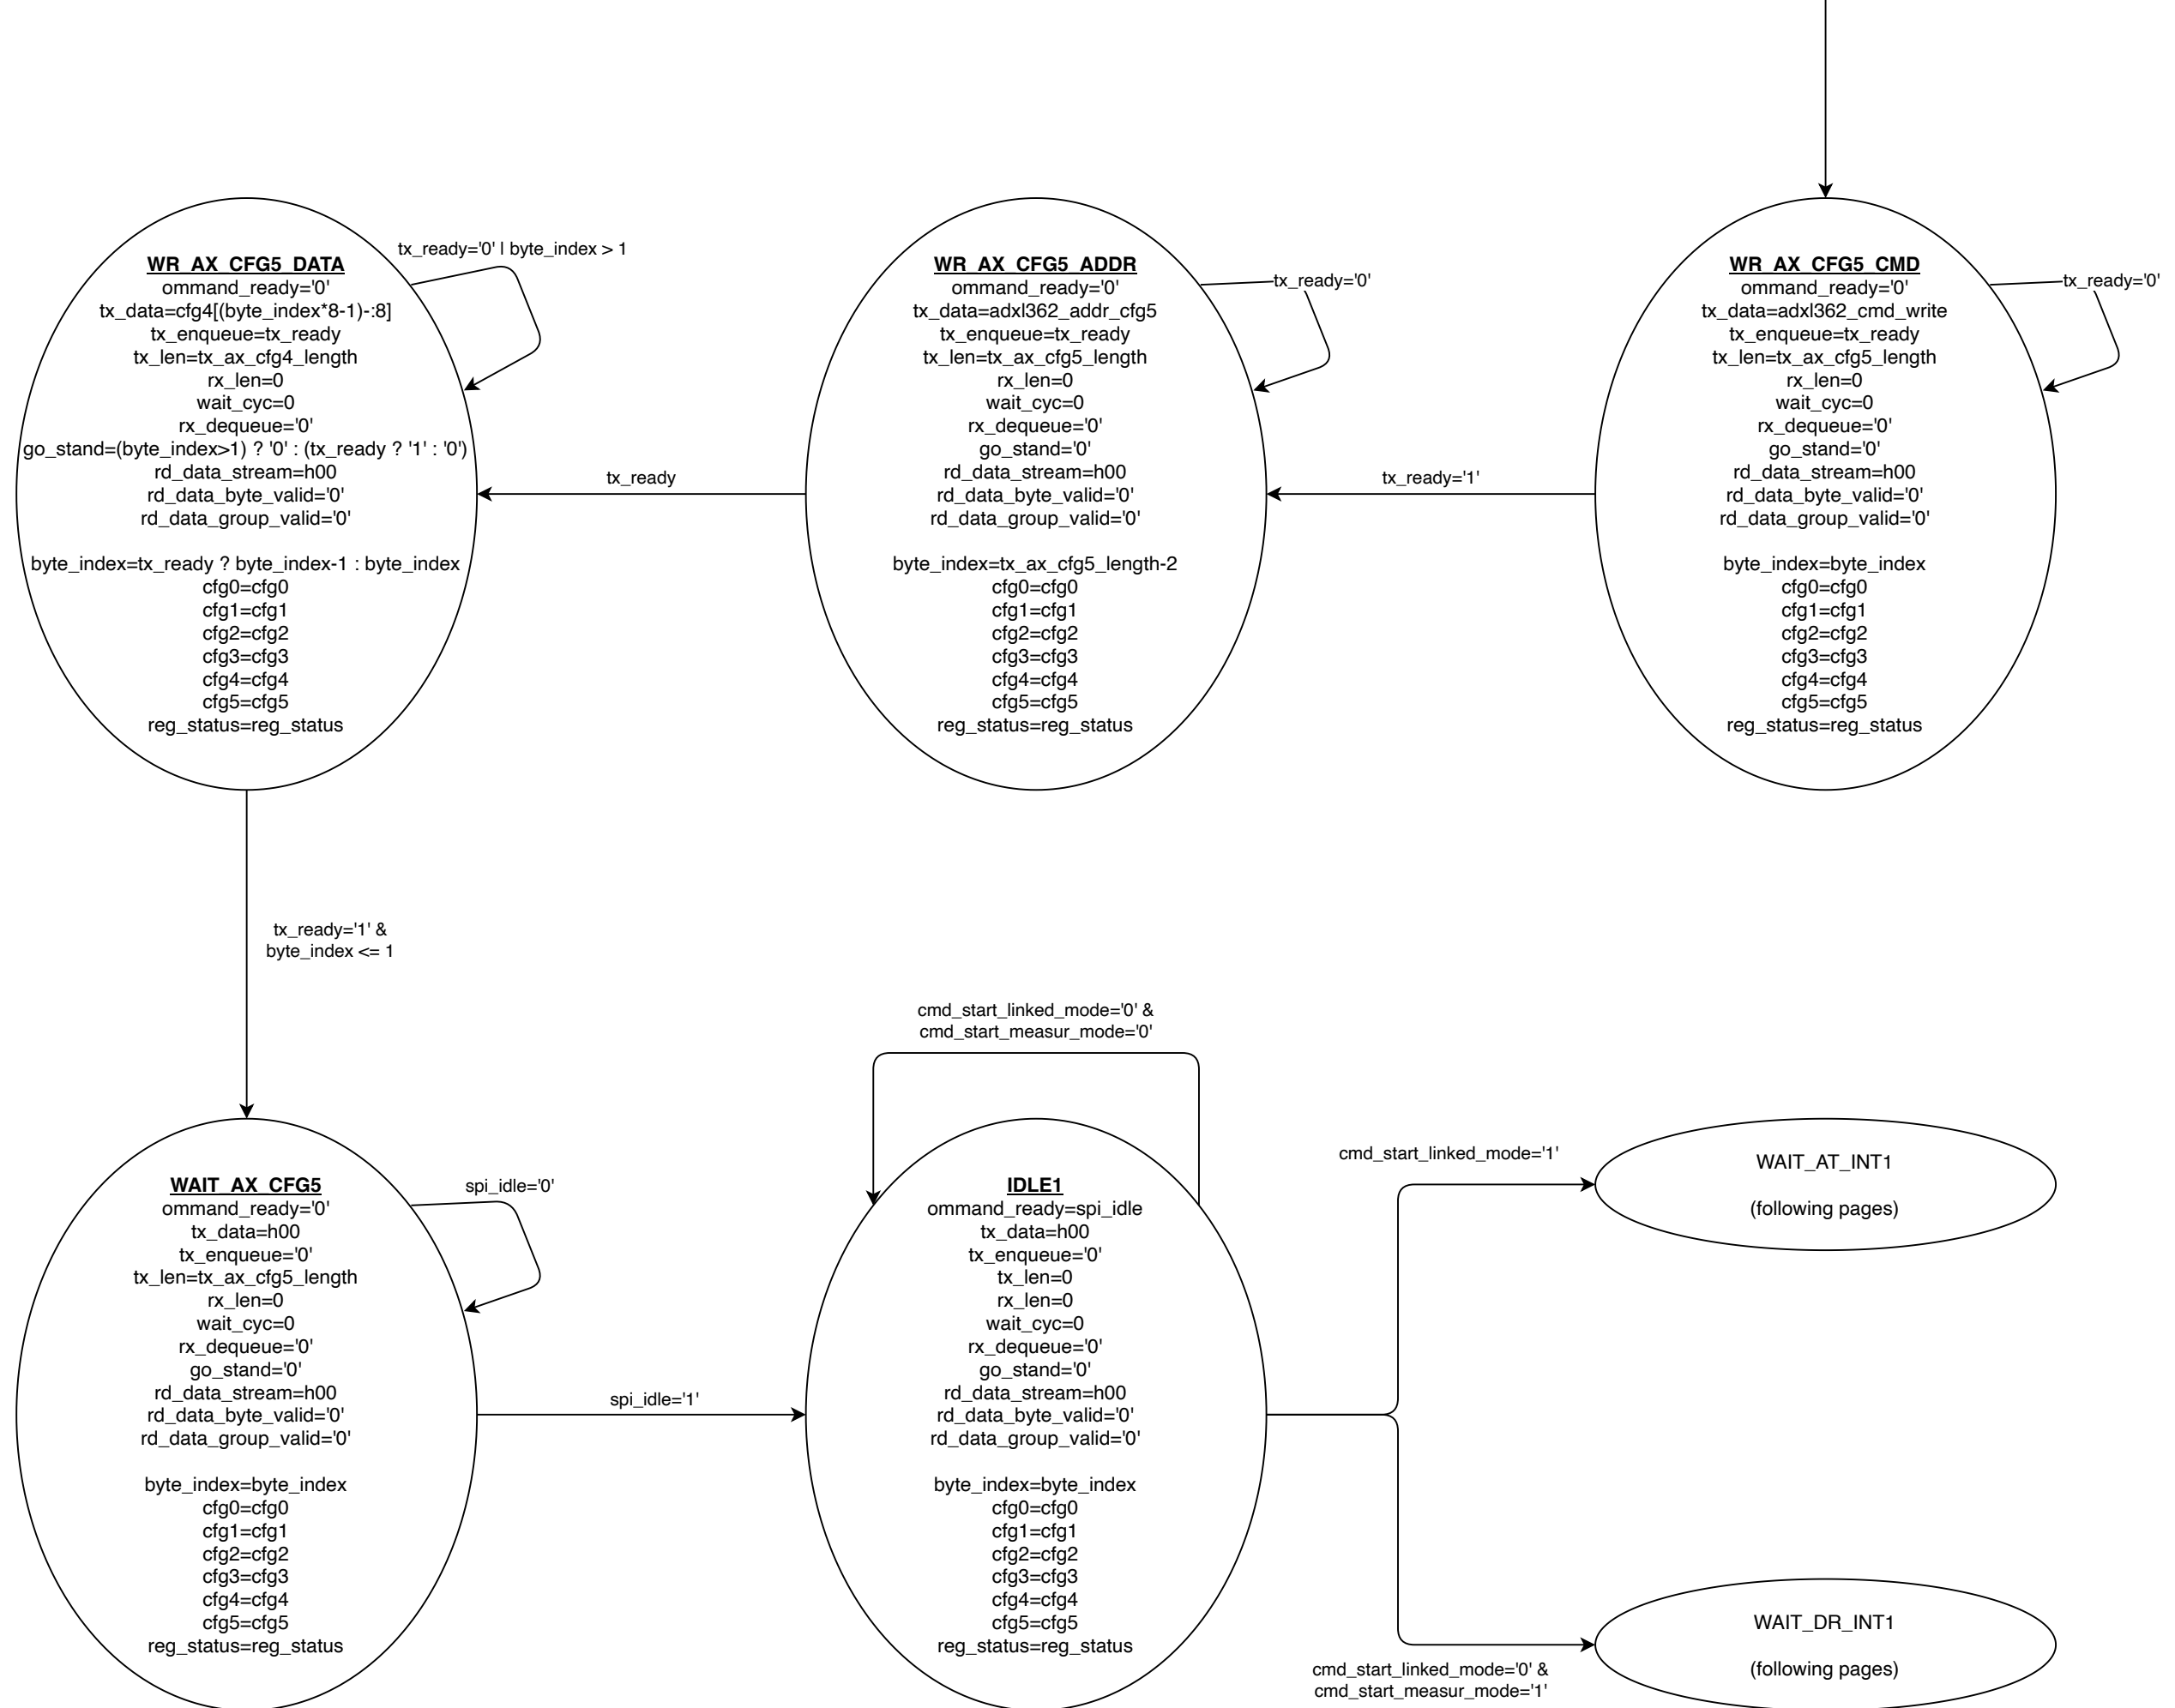 WR_AX_CFG5_DATA
ommand_ready='0'
tx_data=cfg4[(byte_index*8-1)-:8]
tx_enqueue=tx_ready
tx_len=tx_ax_cfg4_length
rx_len=0
wait_cyc=0
rx_dequeue='0'
go_stand=(byte_index>1) ? '0' : (tx_ready ? '1' : '0')
rd_data_stream=h00
rd_data_byte_valid='0'
rd_data_group_valid='0'
byte_index=tx_ready ? byte_index-1 : byte_index
cfg0=cfg0
cfg1=cfg1
cfg2=cfg2
cfg3=cfg3
cfg4=cfg4
cfg5=cfg5
reg_status=reg_status
tx_ready='0' | byte_index > 1
WR_AX_CFG5_ADDR
ommand_ready='0'
tx_data=adxl362_addr_cfg5
tx_enqueue=tx_ready
tx_len=tx_ax_cfg5_length
rx_len=0
wait_cyc=0
rx_dequeue='0'
go_stand='0'
rd_data_stream=h00
rd_data_byte_valid='0'
rd_data_group_valid='0'
byte_index=tx_ax_cfg5_length-2
cfg0=cfg0
cfg1=cfg1
cfg2=cfg2
cfg3=cfg3
cfg4=cfg4
cfg5=cfg5
reg_status=reg_status
tx_ready='0'
tx_ready
WR_AX_CFG5_CMD
ommand_ready='0'
tx_data=adxl362_cmd_write
tx_enqueue=tx_ready
tx_len=tx_ax_cfg5_length
rx_len=0
wait_cyc=0
rx_dequeue='0'
go_stand='0'
rd_data_stream=h00
rd_data_byte_valid='0'
rd_data_group_valid='0'
byte_index=byte_index
cfg0=cfg0
cfg1=cfg1
cfg2=cfg2
cfg3=cfg3
cfg4=cfg4
cfg5=cfg5
reg_status=reg_status
tx_ready='0'
tx_ready='1'
tx_ready='1' &
byte_index <= 1
WAIT_AX_CFG5
ommand_ready='0'
tx_data=h00
tx_enqueue='0'
tx_len=tx_ax_cfg5_length
rx_len=0
wait_cyc=0
rx_dequeue='0'
go_stand='0'
rd_data_stream=h00
rd_data_byte_valid='0'
rd_data_group_valid='0'
byte_index=byte_index
cfg0=cfg0
cfg1=cfg1
cfg2=cfg2
cfg3=cfg3
cfg4=cfg4
cfg5=cfg5
reg_status=reg_status
spi_idle='0'
spi_idle='1'
cmd_start_linked_mode='0' &
cmd_start_measur_mode='0'
IDLE1
ommand_ready=spi_idle
tx_data=h00
tx_enqueue='0'
tx_len=0
rx_len=0
wait_cyc=0
rx_dequeue='0'
go_stand='0'
rd_data_stream=h00
rd_data_byte_valid='0'
rd_data_group_valid='0'
byte_index=byte_index
cfg0=cfg0
cfg1=cfg1
cfg2=cfg2
cfg3=cfg3
cfg4=cfg4
cfg5=cfg5
reg_status=reg_status
cmd_start_linked_mode='1'
WAIT_AT_INT1
(following pages)
cmd_start_linked_mode='0' &
cmd_start_measur_mode='1'
WAIT_DR_INT1
(following pages)